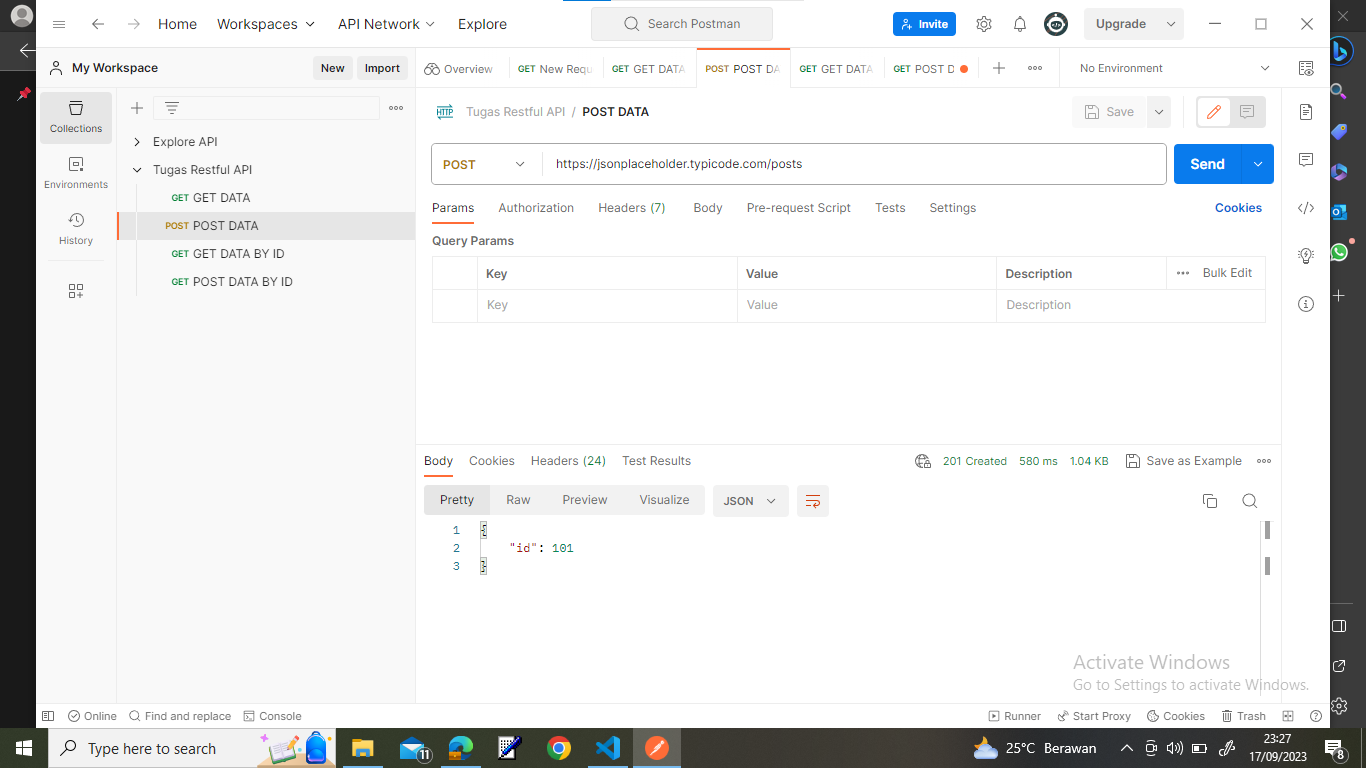 Home Workspaces API Network Explore Search Postman Invite Upgrade
My Workspace New Import Overview GET New Requ GET GET DATA POST POST DA GET GET DATA GET POST D No Environment
Collections
Environments
History
Explore API
Tugas Restful API
GET GET DATA
POST POST DATA
GET GET DATA BY ID
GET POST DATA BY ID
HTTP Tugas Restful API / POST DATA Save
POST https://jsonplaceholder.typicode.com/posts Send
Params Authorization Headers (7) Body Pre-request Script Tests Settings Cookies
Query Params
Key Value Description Bulk Edit
Key Value Description
Body Cookies Headers (24) Test Results 201 Created 580 ms 1.04 KB Save as Example
Pretty Raw Preview Visualize JSON
1 {
2 "id": 101
3 }
Activate Windows
Go to Settings to activate Windows.
Online Find and replace Console Runner Start Proxy Cookies Trash
Type here to search 11 25°C Berawan 23:27
17/09/2023 8